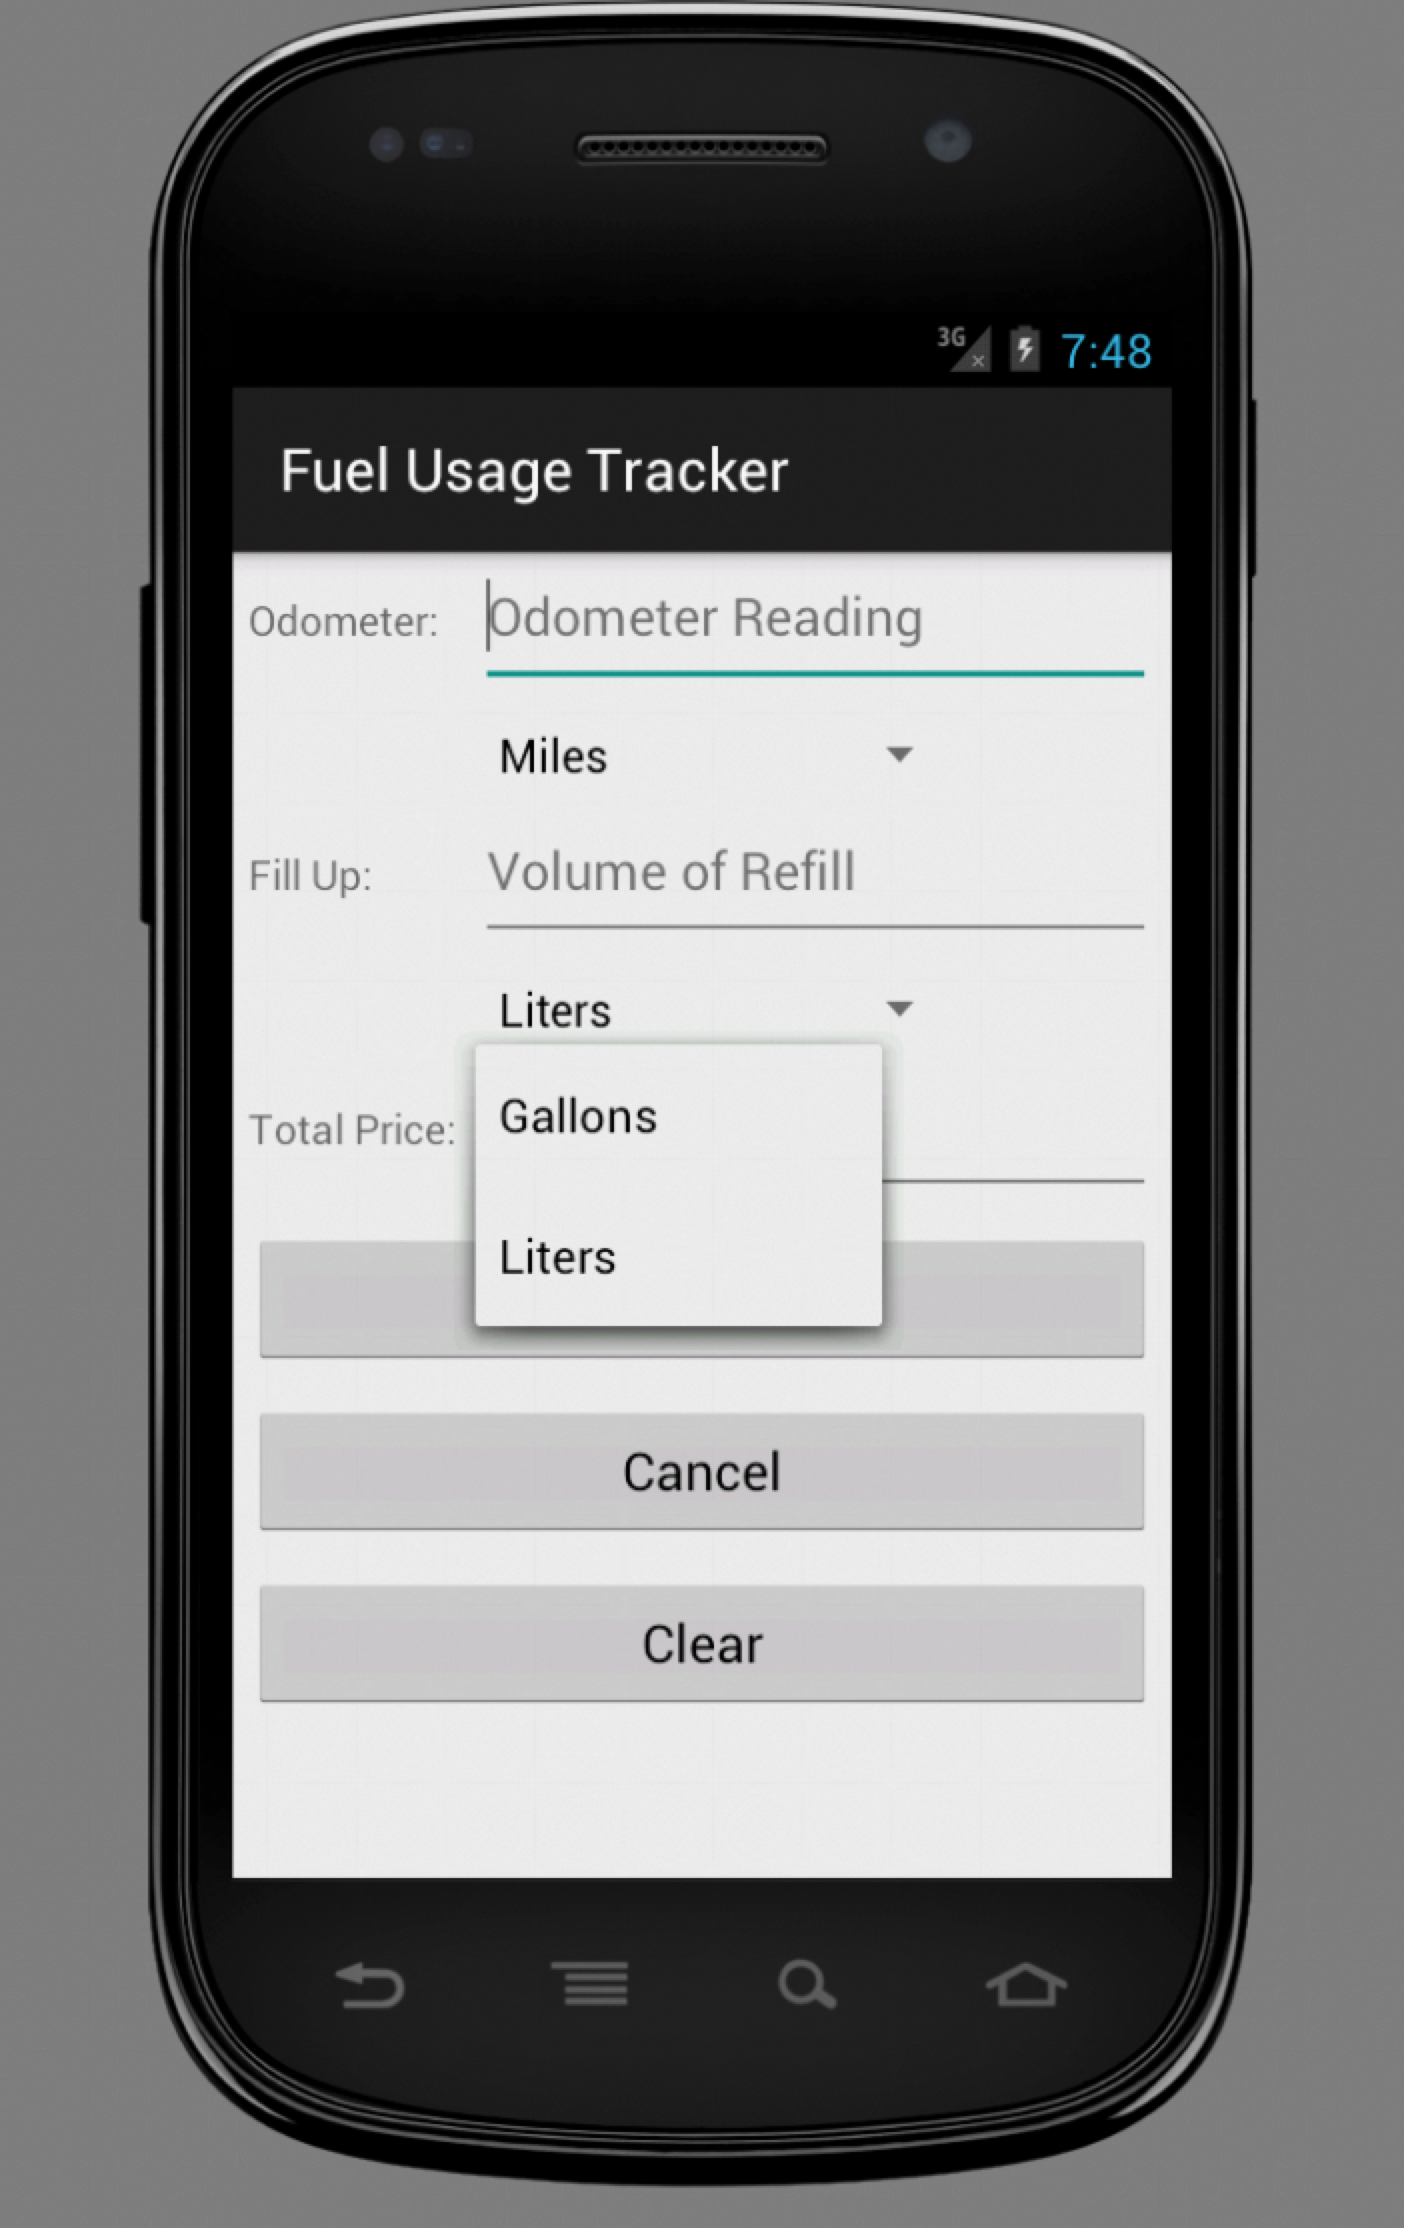 3G 7:48
Fuel Usage Tracker
Odometer: Odometer Reading
Miles
Fill Up: Volume of Refill
Liters
Gallons
Total Price:
Liters
Cancel
Clear